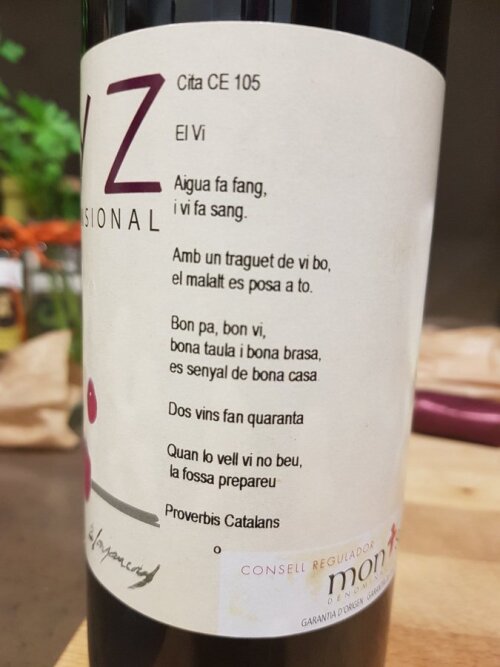 YZ
SIONAL
Cita CE 105
El Vi
Aigua fa fang,
i vi fa sang.
Amb un traguet de vi bo,
el malalt es posa a to.
Bon pa, bon vi,
bona taula i bona brasa,
es senyal de bona casa
Dos vins fan quaranta
Quan lo vell vi no beu,
la fossa prepareu
Proverbis Catalans
o
CONSELL REGULADOR
GARANTIA D'ORIGEN